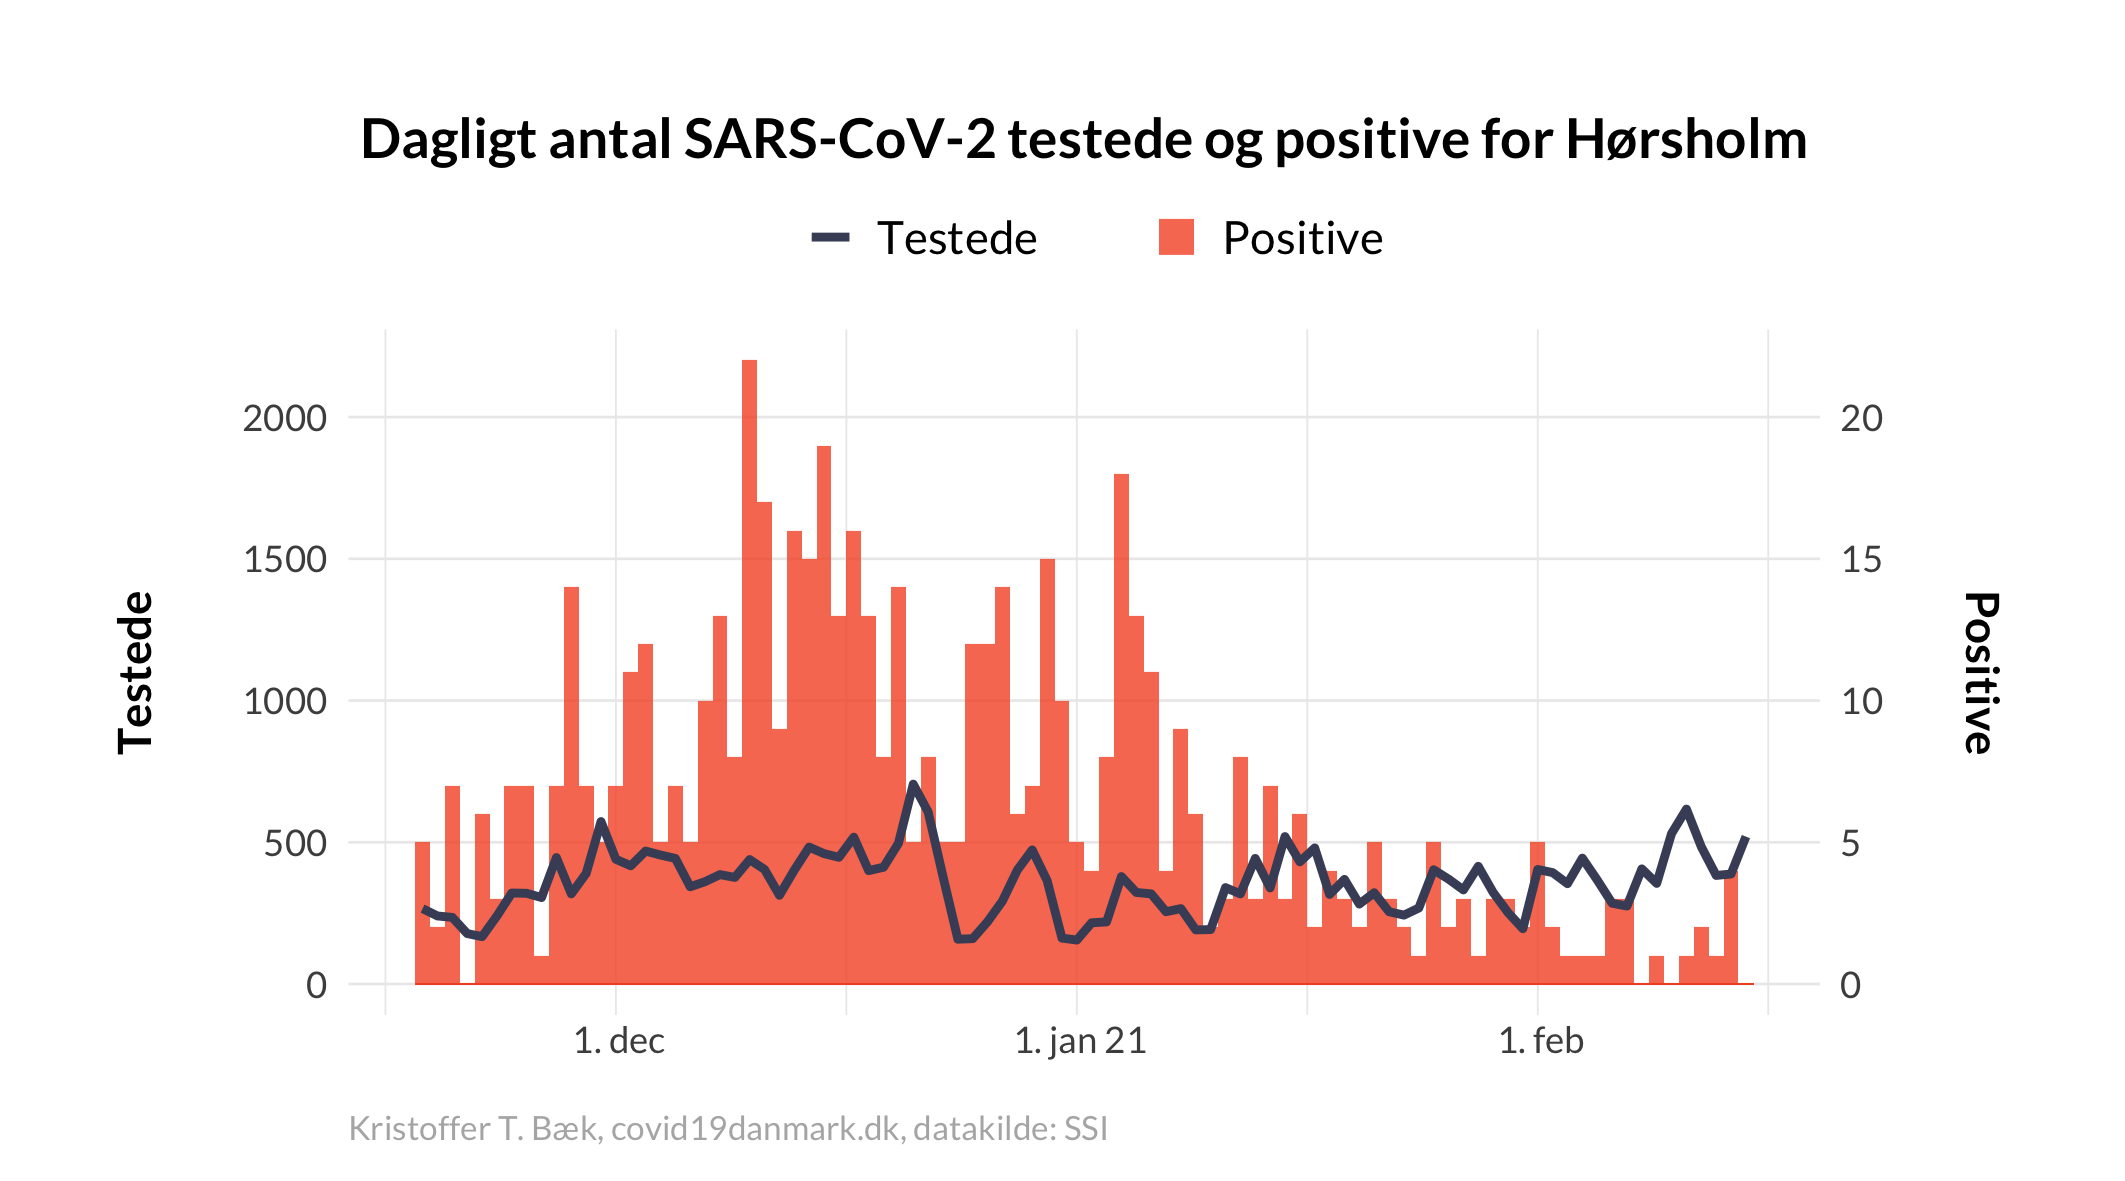 Dagligt antal SARS-CoV-2 testede og positive for Hørsholm
Testede
Positive
2000
1500
1000
500
0
Testede
20
15
10
5
0
Positive
1. dec
1. jan 21
1. feb
Kristoffer T. Bæk, covid19danmark.dk, datakilde: SSI